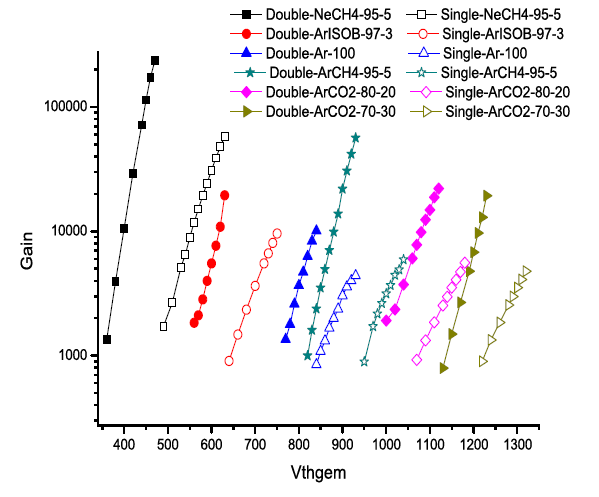 Double-NeCH4-95-5 Single-NeCH4-95-5
Double-ArISOB-97-3 Single-ArISOB-97-3
Double-Ar-100 Single-Ar-100
Double-ArCH4-95-5 Single-ArCH4-95-5
Double-ArCO2-80-20 Single-ArCO2-80-20
Double-ArCO2-70-30 Single-ArCO2-70-30
100000
10000
1000
Gain
400 500 600 700 800 900 1000 1100 1200 1300
Vthgem